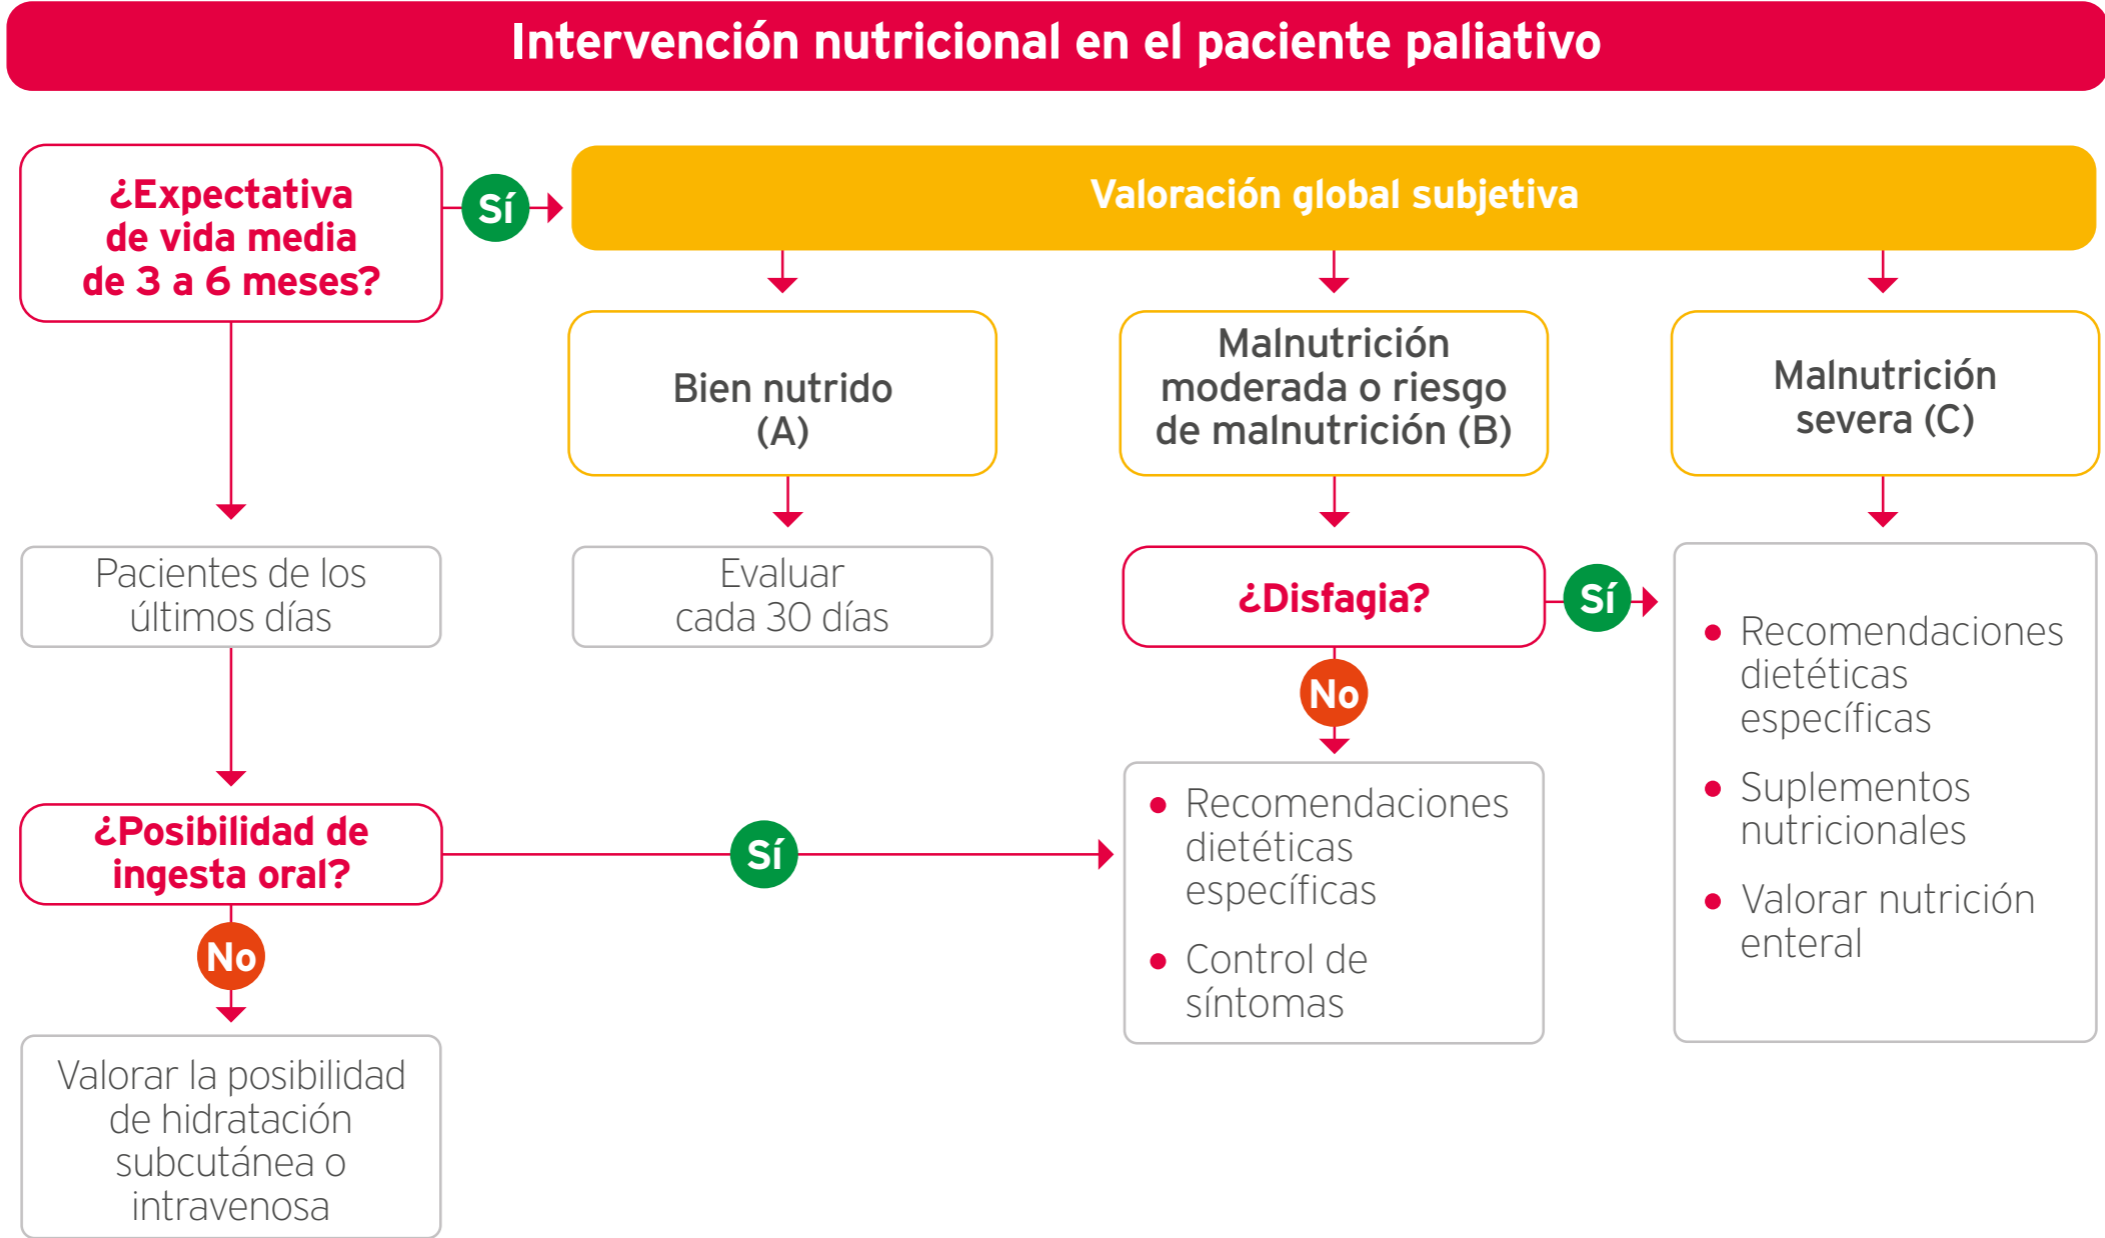 Intervención nutricional en el paciente paliativo
¿Expectativa
de vida media
de 3 a 6 meses?
Sí
Valoración global subjetiva
Bien nutrido
(A)
Malnutrición
moderada o riesgo
de malnutrición (B)
Malnutrición
severa (C)
Pacientes de los
últimos días
Evaluar
cada 30 días
¿Disfagia?
Sí
No
• Recomendaciones
dietéticas
específicas
• Suplementos
nutricionales
• Valorar nutrición
enteral
¿Posibilidad de
ingesta oral?
Sí
• Recomendaciones
dietéticas
específicas
• Control de
síntomas
No
Valorar la posibilidad
de hidratación
subcutánea o
intravenosa